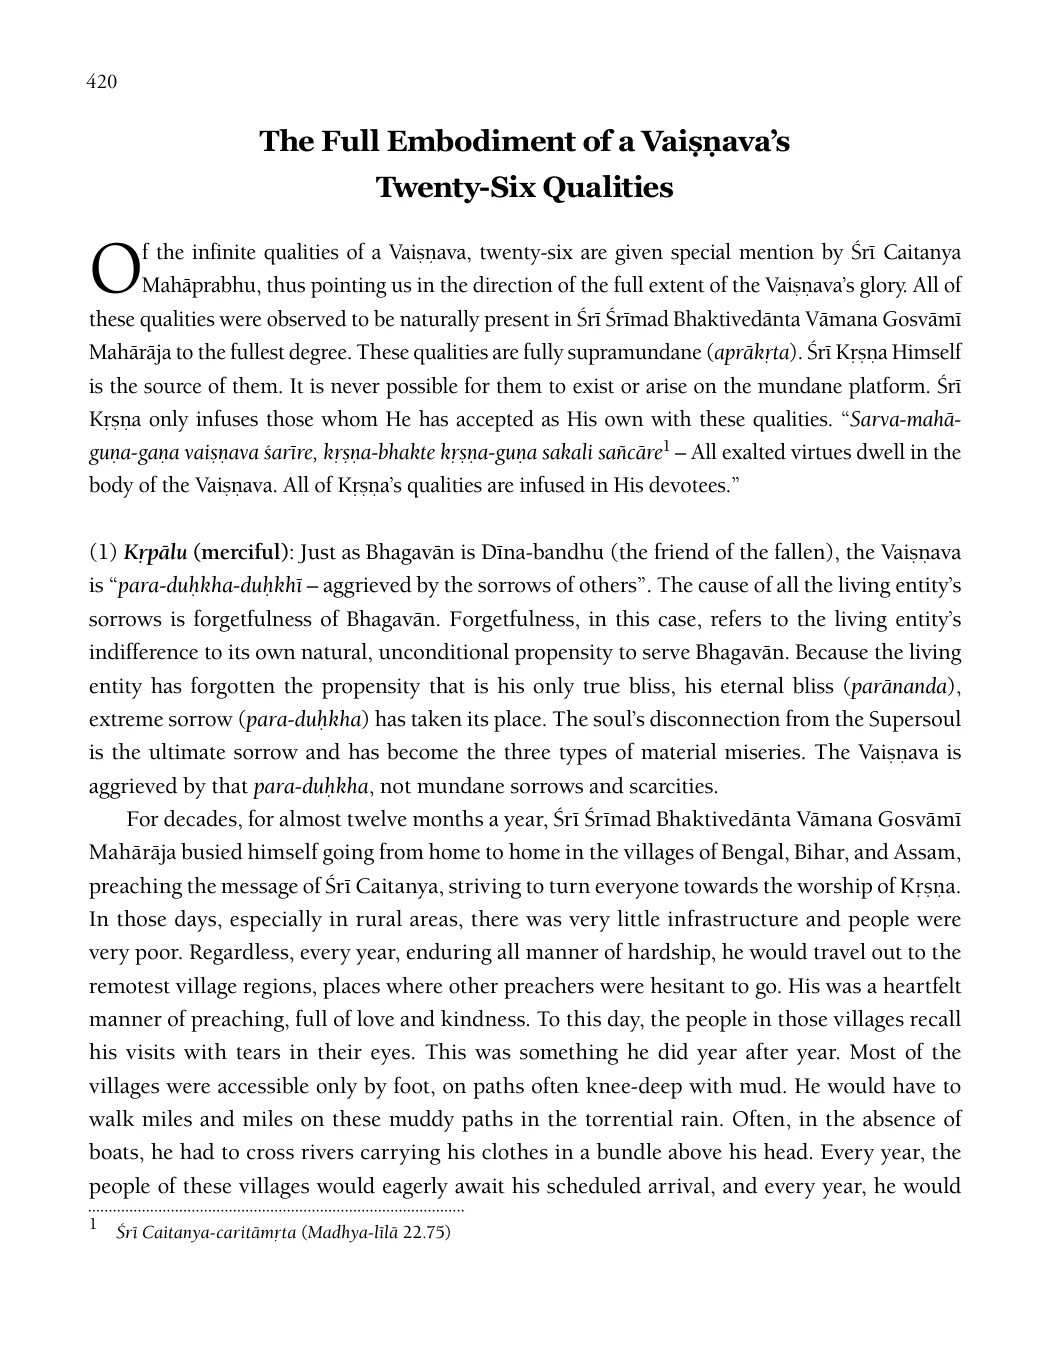 420
The Full Embodiment of a Vaiṣṇava’s
Twenty-Six Qualities
Of the infinite qualities of a Vaiṣṇava, twenty-six are given special mention by Śrī Caitanya
Mahāprabhu, thus pointing us in the direction of the full extent of the Vaiṣṇava’s glory. All of
these qualities were observed to be naturally present in Śrī Śrīmad Bhaktivedānta Vāmana Gosvāmī
Mahārāja to the fullest degree. These qualities are fully supramundane (aprākṛta). Śrī Kṛṣṇa Himself
is the source of them. It is never possible for them to exist or arise on the mundane platform. Śrī
Kṛṣṇa only infuses those whom He has accepted as His own with these qualities. “Sarva-mahā-
guṇa-gaṇa vaiṣṇava śarīre, kṛṣṇa-bhakte kṛṣṇa-guṇa sakali sañcāre1 – All exalted virtues dwell in the
body of the Vaiṣṇava. All of Kṛṣṇa’s qualities are infused in His devotees.”
(1) Kṛpālu (merciful): Just as Bhagavān is Dīna-bandhu (the friend of the fallen), the Vaiṣṇava
is “para-duḥkha-duḥkhī – aggrieved by the sorrows of others”. The cause of all the living entity’s
sorrows is forgetfulness of Bhagavān. Forgetfulness, in this case, refers to the living entity’s
indifference to its own natural, unconditional propensity to serve Bhagavān. Because the living
entity has forgotten the propensity that is his only true bliss, his eternal bliss (parānanda),
extreme sorrow (para-duḥkha) has taken its place. The soul’s disconnection from the Supersoul
is the ultimate sorrow and has become the three types of material miseries. The Vaiṣṇava is
aggrieved by that para-duḥkha, not mundane sorrows and scarcities.
For decades, for almost twelve months a year, Śrī Śrīmad Bhaktivedānta Vāmana Gosvāmī
Mahārāja busied himself going from home to home in the villages of Bengal, Bihar, and Assam,
preaching the message of Śrī Caitanya, striving to turn everyone towards the worship of Kṛṣṇa.
In those days, especially in rural areas, there was very little infrastructure and people were
very poor. Regardless, every year, enduring all manner of hardship, he would travel out to the
remotest village regions, places where other preachers were hesitant to go. His was a heartfelt
manner of preaching, full of love and kindness. To this day, the people in those villages recall
his visits with tears in their eyes. This was something he did year after year. Most of the
villages were accessible only by foot, on paths often knee-deep with mud. He would have to
walk miles and miles on these muddy paths in the torrential rain. Often, in the absence of
boats, he had to cross rivers carrying his clothes in a bundle above his head. Every year, the
people of these villages would eagerly await his scheduled arrival, and every year, he would
1 Śrī Caitanya-caritāmṛta (Madhya-līlā 22.75)